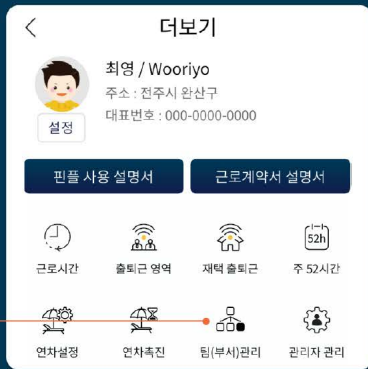 더보기
최영 / Wooriyo
주소 : 전주시 완산구
대표번호 : 000-0000-0000
설정
핀플 사용 설명서 근로계약서 설명서
52h
근로시간 출퇴근 영역 재택 출퇴근 주 52시간
연차설정 연차촉진 팀(부서)관리 관리자 관리